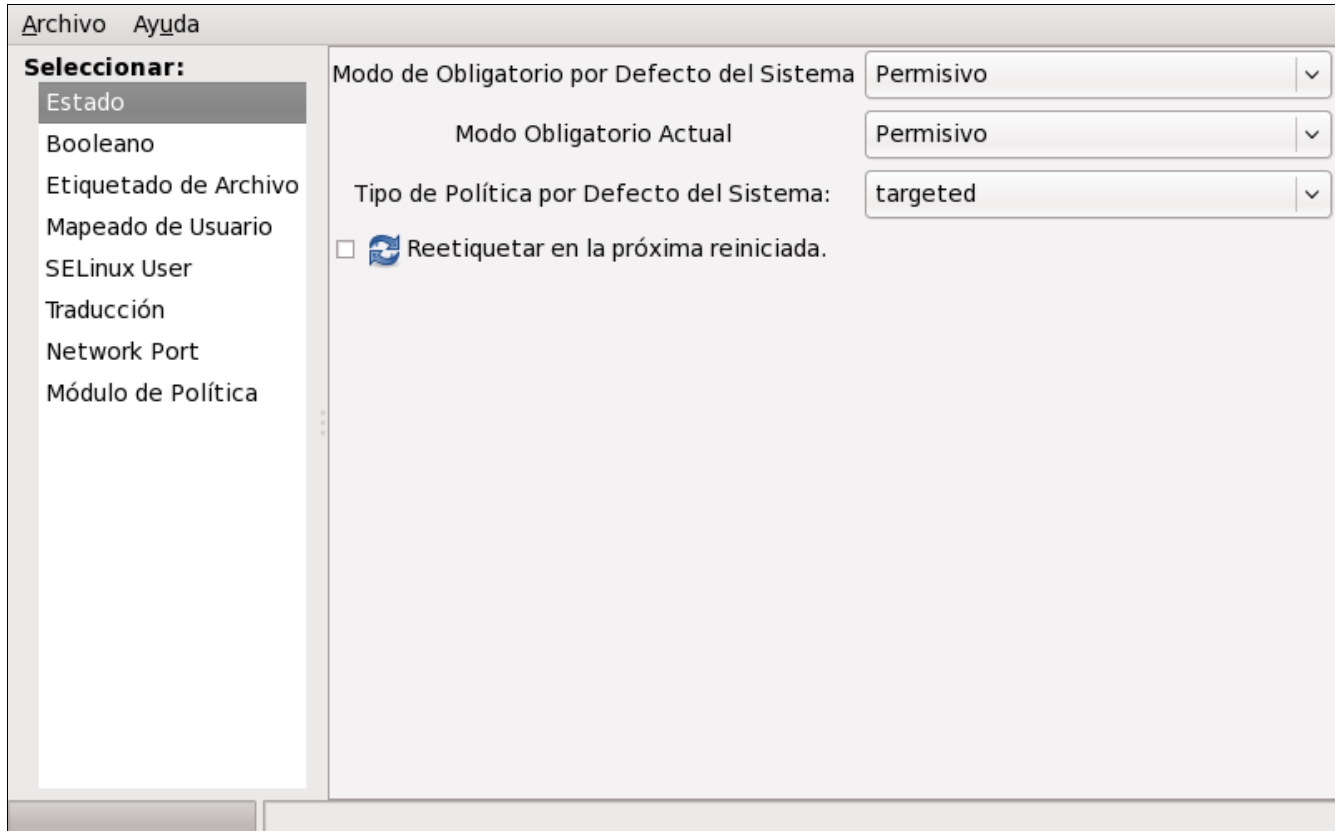 Archivo Ayuda
Seleccionar:
Estado
Booleano
Etiquetado de Archivo
Mapeado de Usuario
SELinux User
Traducción
Network Port
Módulo de Política
Modo de Obligatorio por Defecto del Sistema Permisivo
Modo Obligatorio Actual Permisivo
Tipo de Política por Defecto del Sistema: targeted
Reetiquetar en la próxima reiniciada.